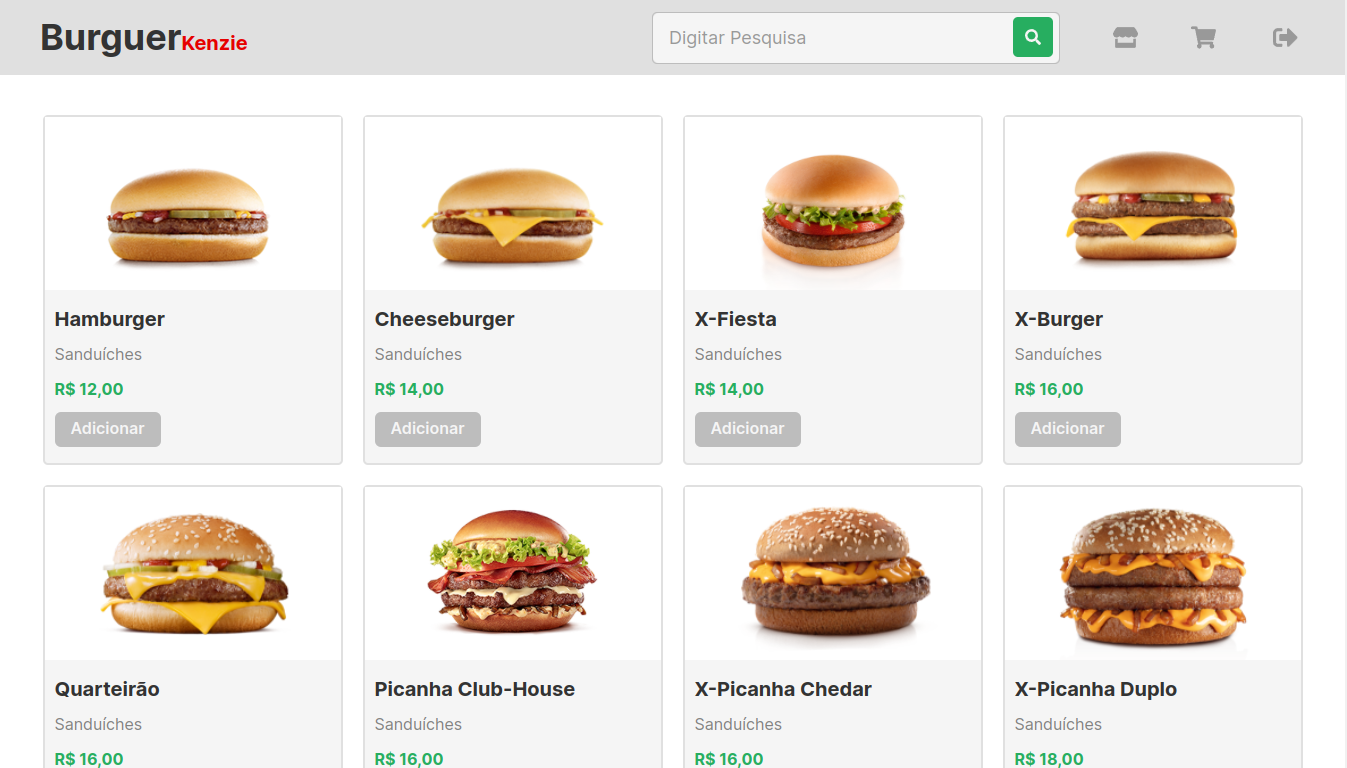 BurguerKenzie
Digitar Pesquisa
Hamburger
Sanduíches
R$ 12,00
Adicionar
Cheeseburger
Sanduíches
R$ 14,00
Adicionar
X-Fiesta
Sanduíches
R$ 14,00
Adicionar
X-Burger
Sanduíches
R$ 16,00
Adicionar
Quarteirão
Sanduíches
R$ 16,00
Picanha Club-House
Sanduíches
R$ 16,00
X-Picanha Chedar
Sanduíches
R$ 16,00
X-Picanha Duplo
Sanduíches
R$ 18,00